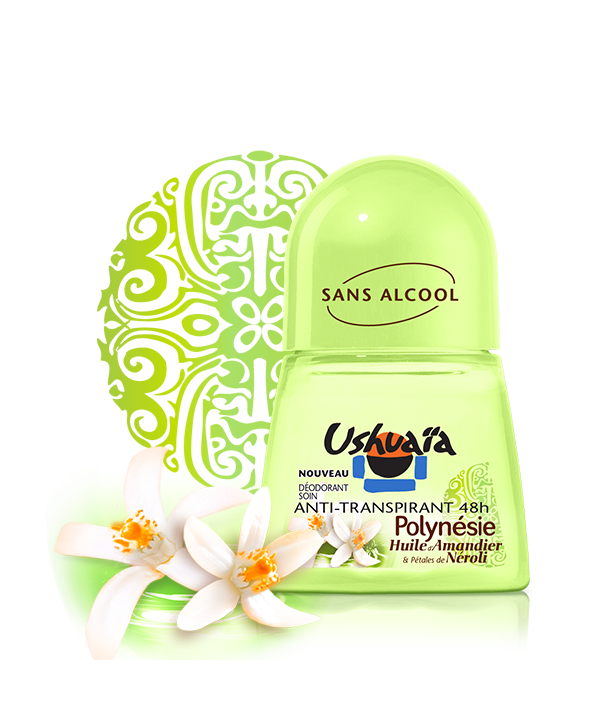 SANS ALCOOL
Ushuaïa
NOUVEAU
DÉODORANT
SOIN
ANTI-TRANSPIRANT 48h
Polynésie
Huile d'Amandier
& Pétales de Néroli